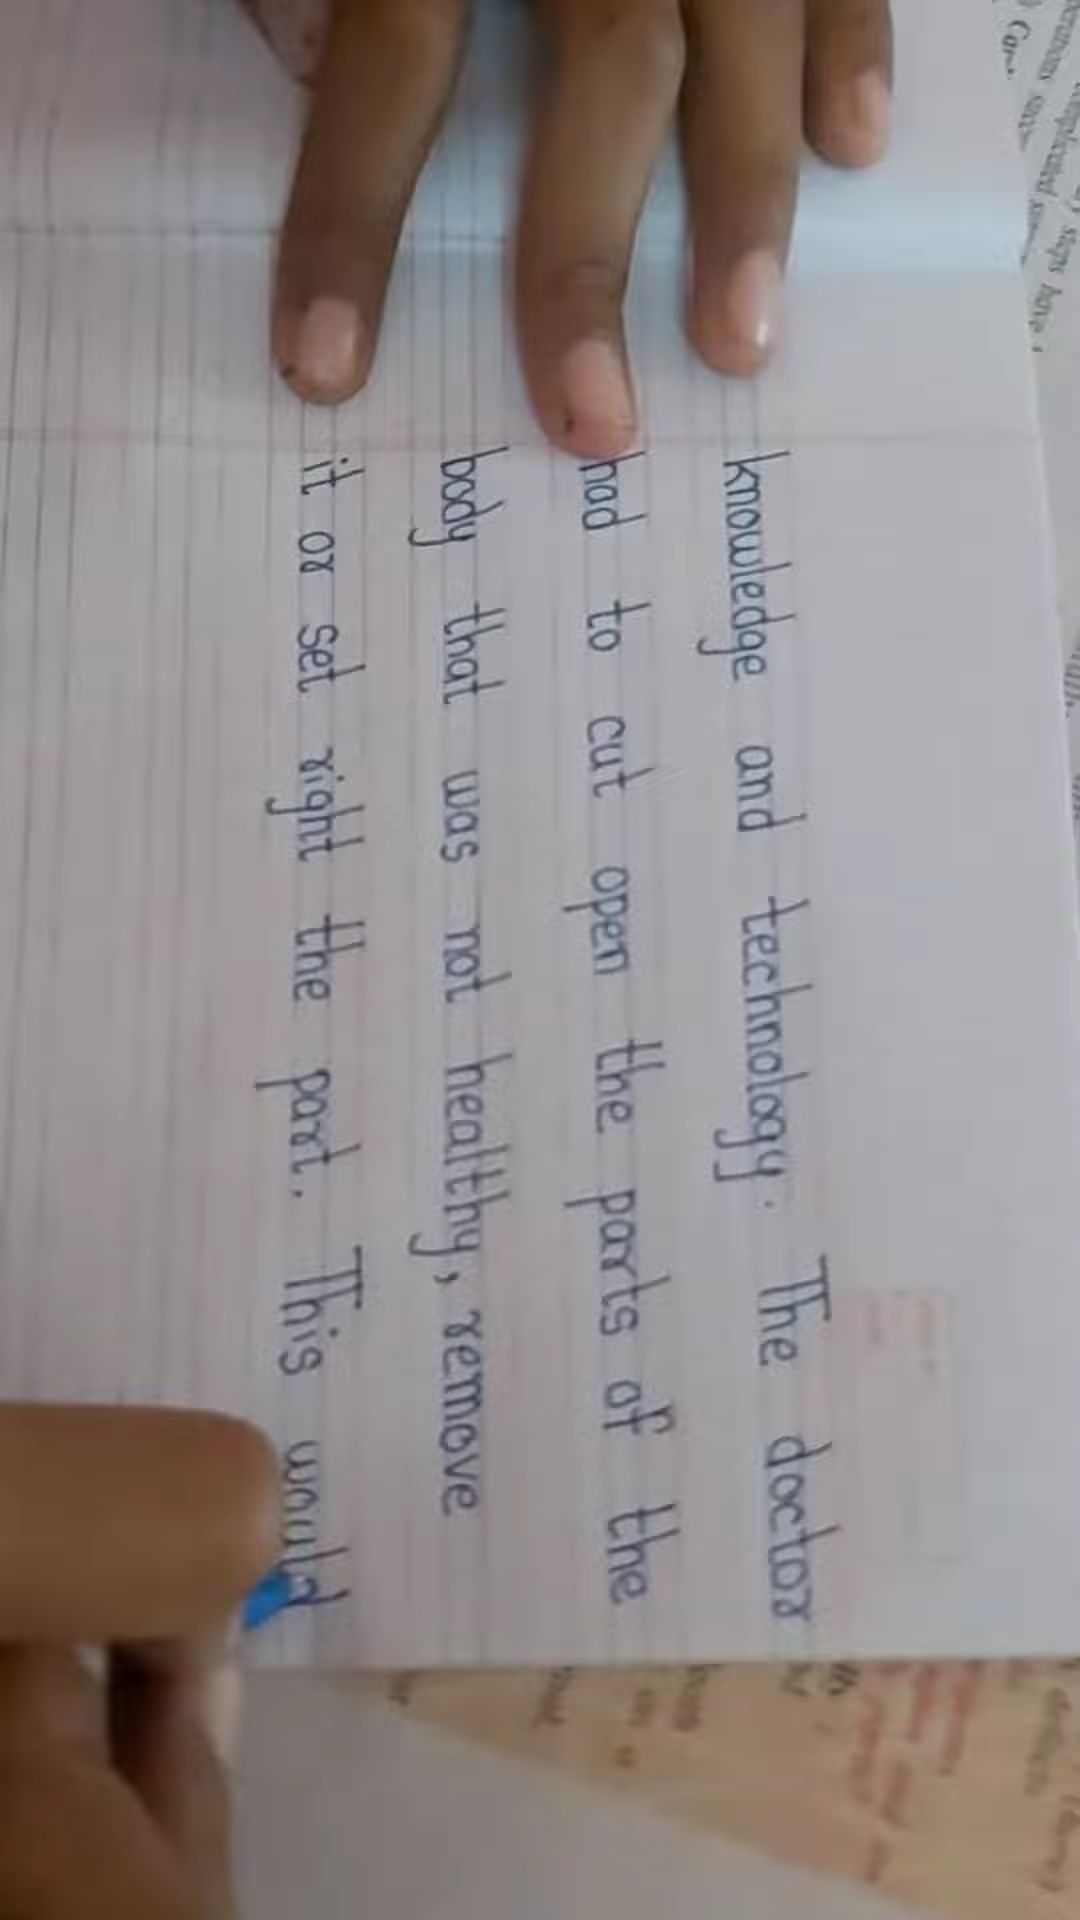 knowledge and technology. The doctor
had to cut open the parts of the
body that was not healthy, remove
it or set right the part. This would